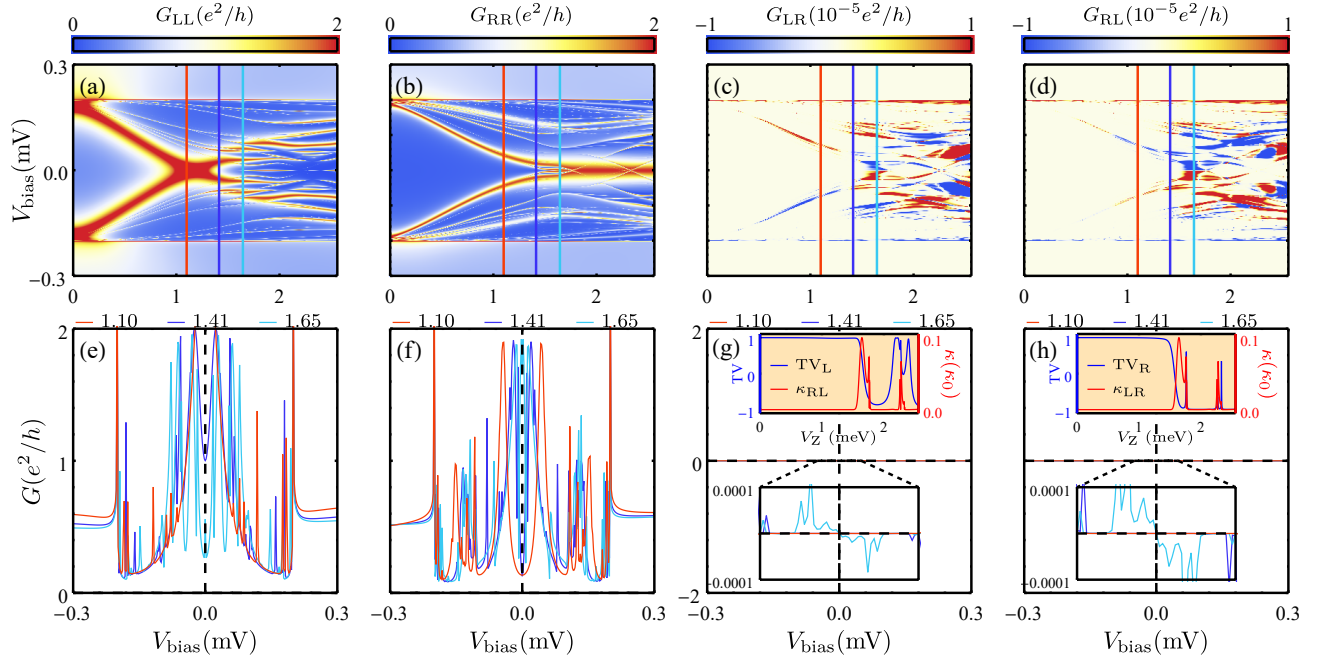 G_LL(e²/h) G_RR(e²/h) G_LR(10⁻⁵e²/h) G_RL(10⁻⁵e²/h)
0 2 0 2 −1 1 −1 1
0.3
(a) (b) (c) (d)
V_bias(mV)
0.0
−0.3
0 1 2 0 1 2 0 1 2 0 1 2
1.10 1.41 1.65 1.10 1.41 1.65 1.10 1.41 1.65 1.10 1.41 1.65
2 2
(e) (f) (g) (h)
1 TV_L 0.1 1 TV_R 0.1
TV 0 κ(κ₀) TV 0 κ(κ₀)
κ_RL κ_LR
−1 0.0 −1 0.0
0 V_Z (meV) 2 0 V_Z (meV) 2
G(e²/h)
1 0
0.0001 0.0001
-0.0001 -0.0001
0 −2
−0.3 0.0 0.3 −0.3 0.0 0.3 −0.3 0.0 0.3 −0.3 0.0 0.3
V_bias(mV) V_bias(mV) V_bias(mV) V_bias(mV)